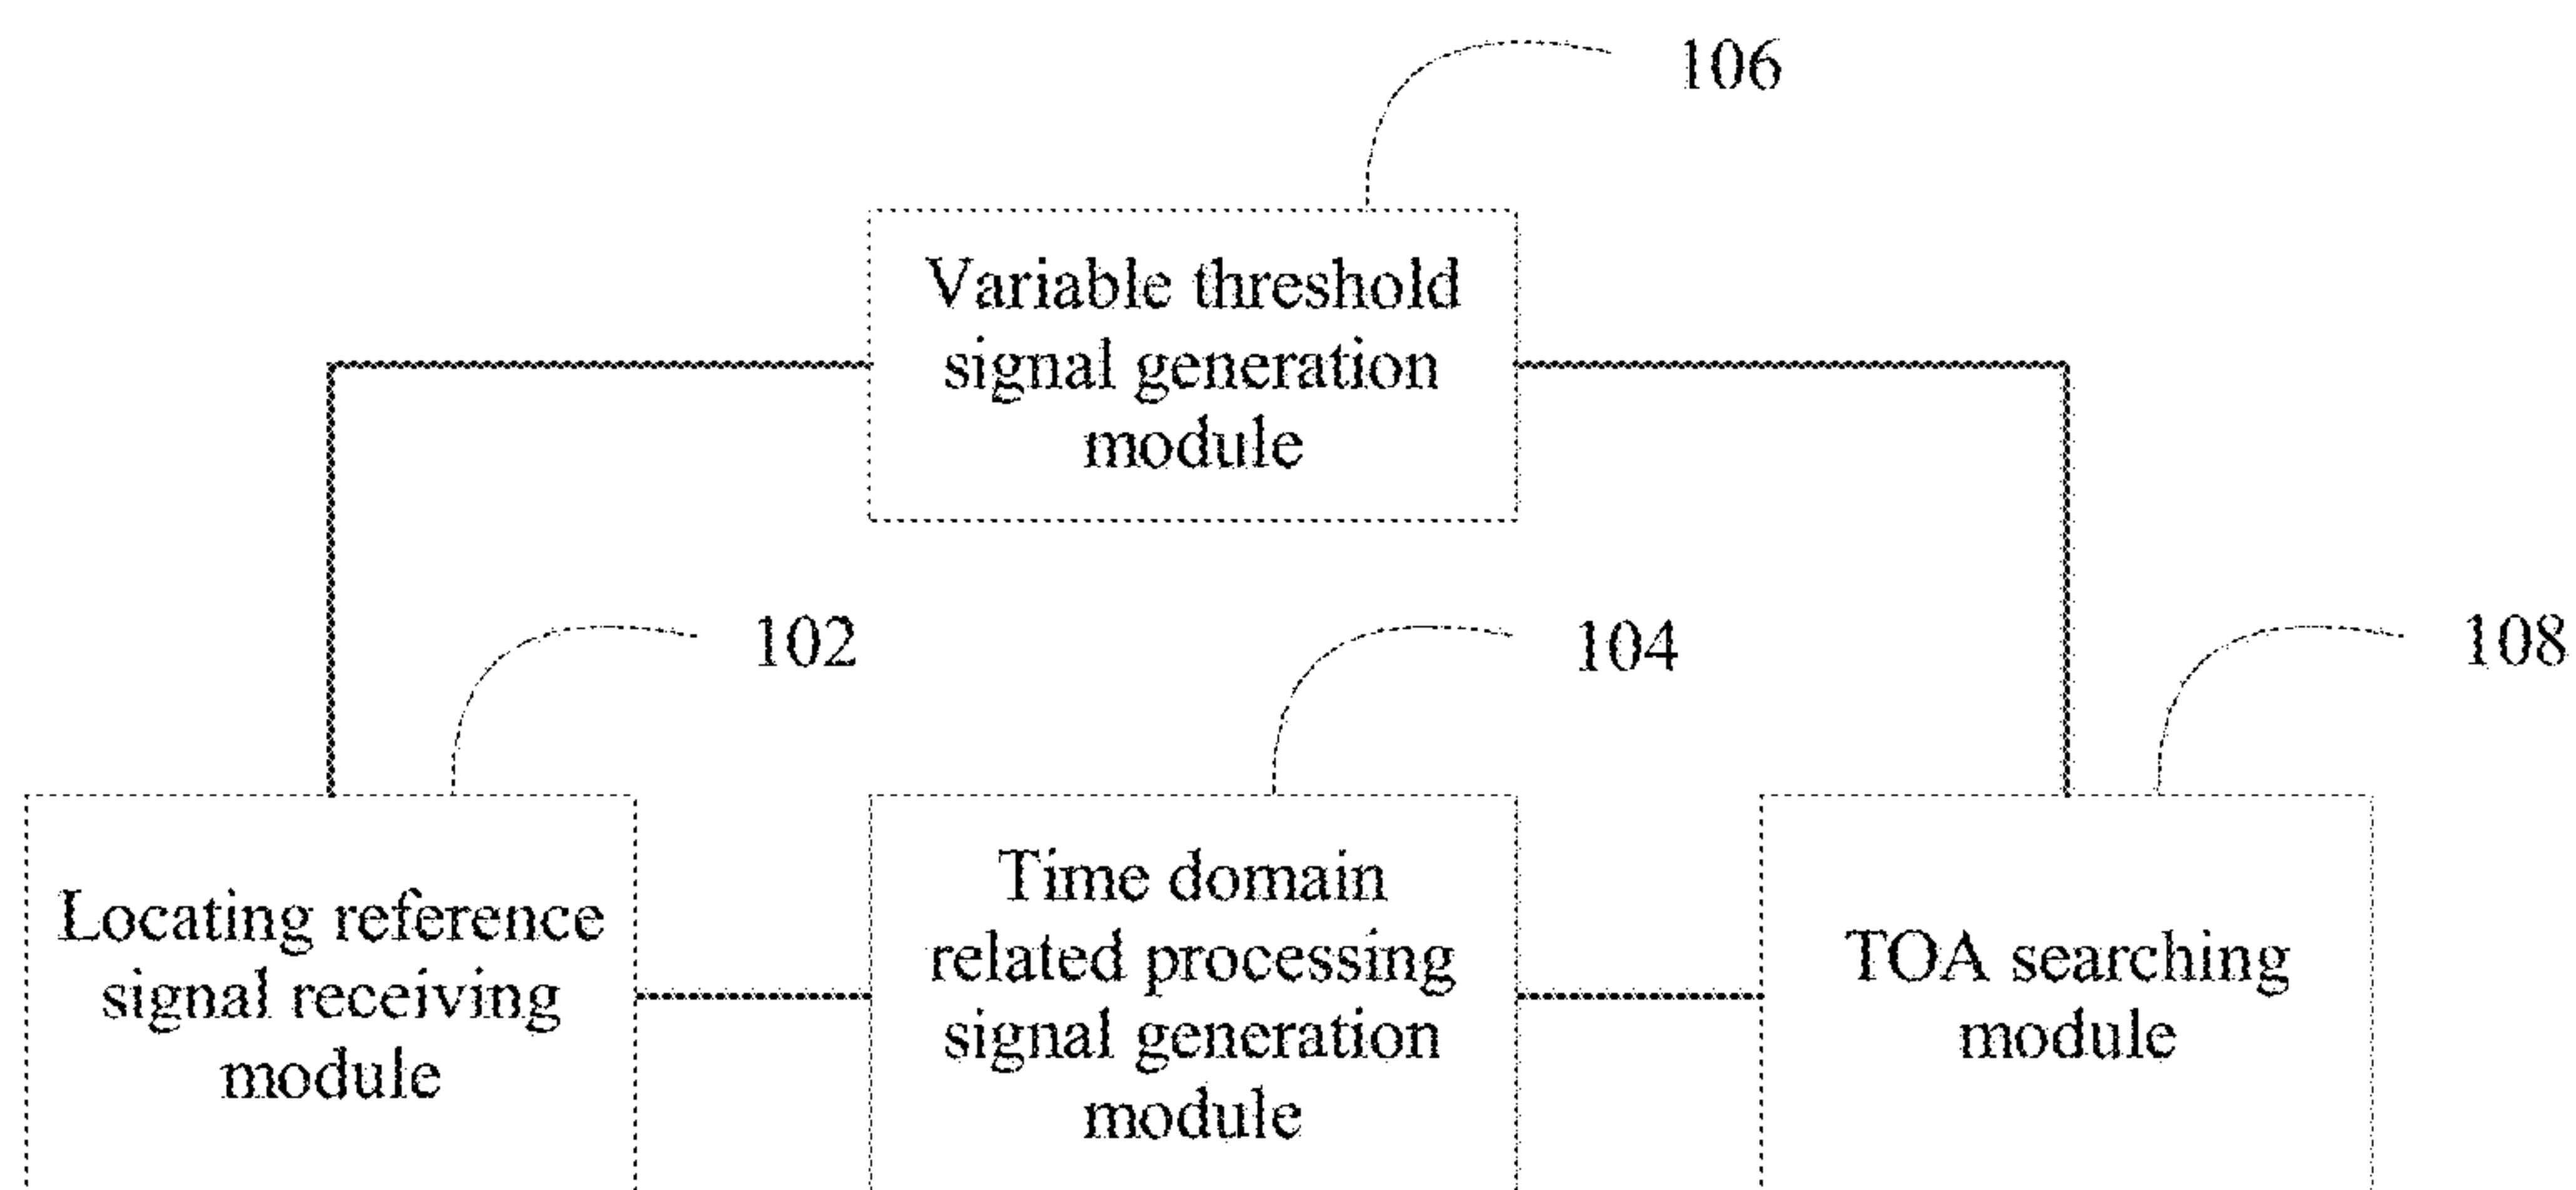 106
Variable threshold
signal generation
module
102
104
108
Locating reference
signal receiving
module
Time domain
related processing
signal generation
module
TOA searching
module